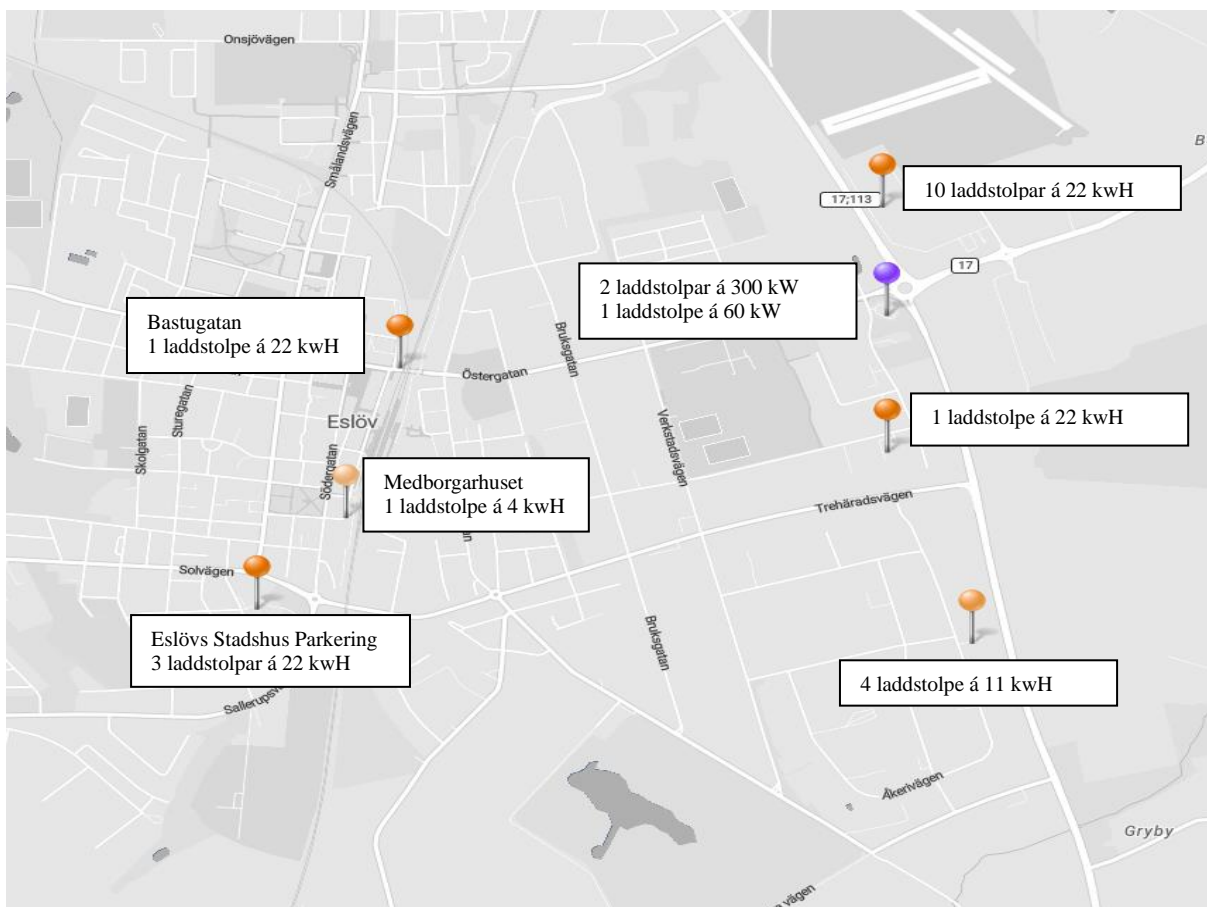 Onsjövägen
Smålandsvägen
B
17;113
10 laddstolpar á 22 kwH
17
2 laddstolpar á 300 kW
1 laddstolpe á 60 kW
Bastugatan
1 laddstolpe á 22 kwH
Bruksgatan
Östergatan
Sturegatan
Skolgatan
Eslöv
Södergatan
Verkstadsvägen
1 laddstolpe á 22 kwH
Medborgarhuset
1 laddstolpe á 4 kwH
Trehäradsvägen
Solvägen
Eslövs Stadshus Parkering
3 laddstolpar á 22 kwH
Bruksgatan
4 laddstolpe á 11 kwH
Åkerivägen
Gryby
vägen